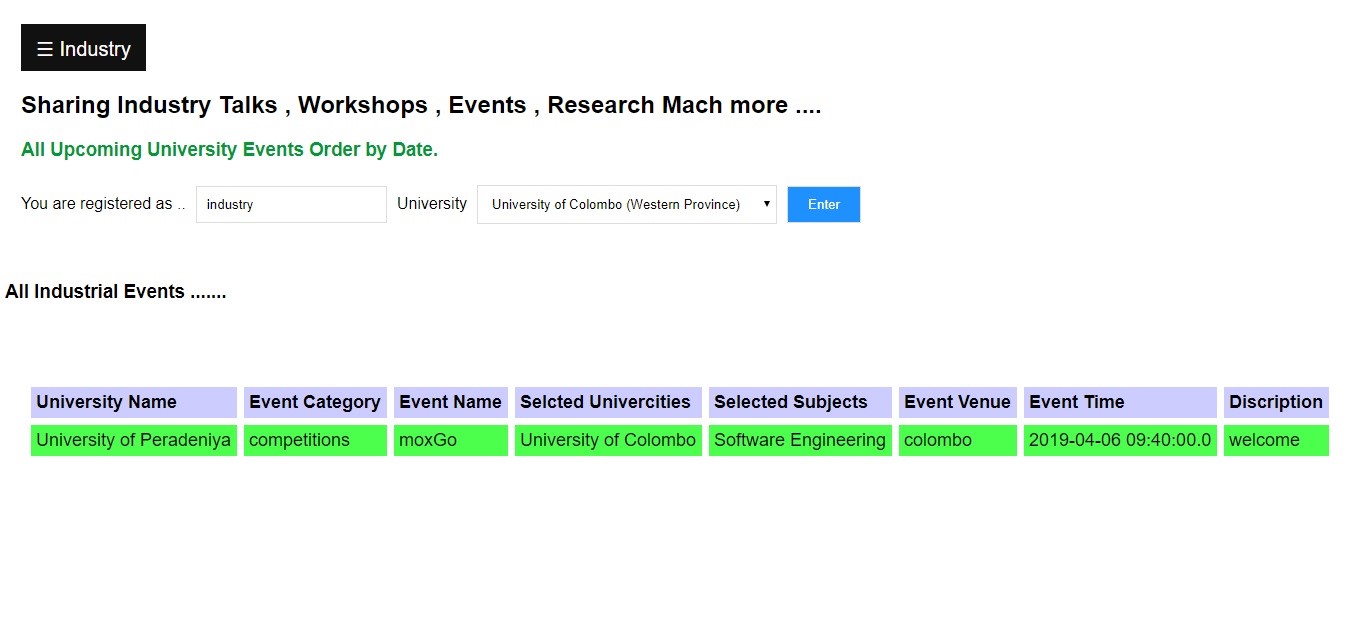 ☰ Industry
Sharing Industry Talks , Workshops , Events , Research Mach more ....
All Upcoming University Events Order by Date.
You are registered as .. industry University University of Colombo (Western Province) ▾ Enter
All Industrial Events .......
University Name Event Category Event Name Selcted Univercities Selected Subjects Event Venue Event Time Discription
University of Peradeniya competitions moxGo University of Colombo Software Engineering colombo 2019-04-06 09:40:00.0 welcome